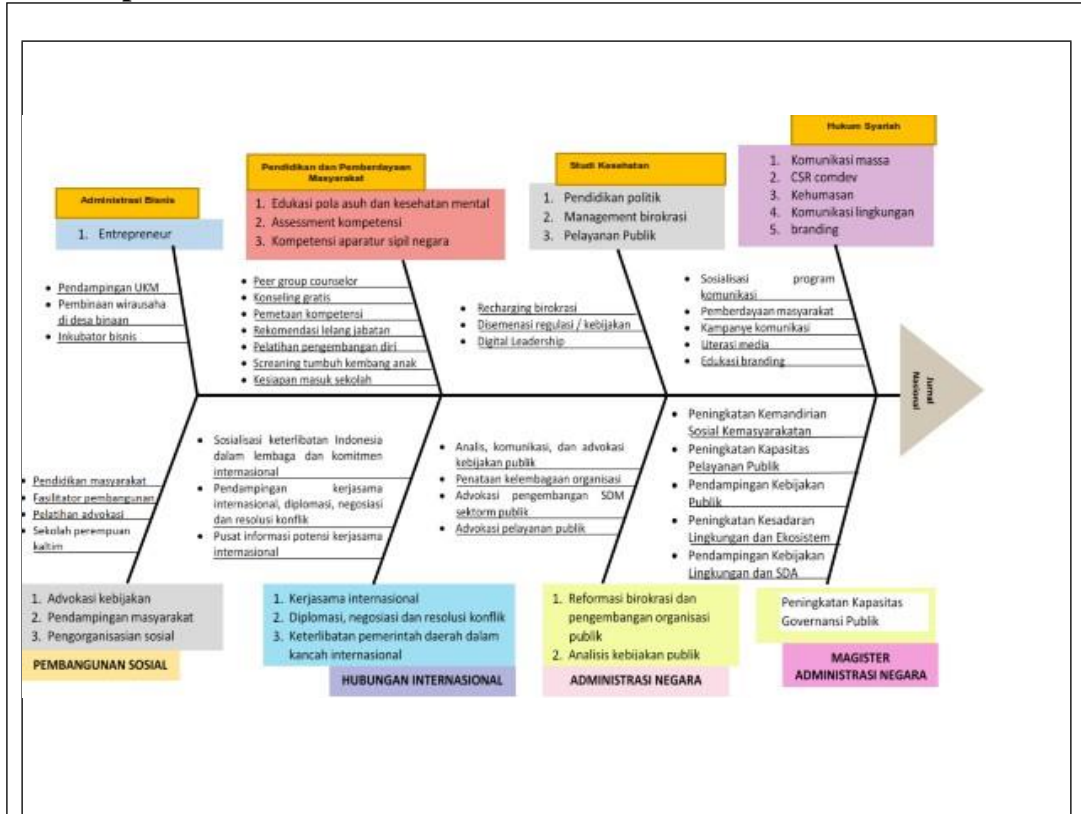 Administrasi Bisnis
1. Entrepreneur
• Pendampingan UKM
• Pembinaan wirausaha
di desa binaan
• Inkubator bisnis
Pendidikan dan Pemberdayaan
Masyarakat
1. Edukasi pola asuh dan kesehatan mental
2. Assessment kompetensi
3. Kompetensi aparatur sipil negara
• Peer group counselor
• Konseling gratis
• Pemetaan kompetensi
• Rekomendasi lelang jabatan
• Pelatihan pengembangan diri
• Screaning tumbuh kembang anak
• Kesiapan masuk sekolah
Studi Kesehatan
1. Pendidikan politik
2. Management birokrasi
3. Pelayanan Publik
• Recharging birokrasi
• Disemenasi regulasi / kebijakan
• Digital Leadership
Hukum Syariah
1. Komunikasi massa
2. CSR comdev
3. Kehumasan
4. Komunikasi lingkungan
5. branding
• Sosialisasi program
komunikasi
• Pemberdayaan masyarakat
• Kampanye komunikasi
• Literasi media
• Edukasi branding
Jurnal
Nasional
• Pendidikan masyarakat
• Fasilitator pembangunan
• Pelatihan advokasi
• Sekolah perempuan
kaltim
1. Advokasi kebijakan
2. Pendampingan masyarakat
3. Pengorganisasian sosial
PEMBANGUNAN SOSIAL
• Sosialisasi keterlibatan Indonesia
dalam lembaga dan komitmen
internasional
• Pendampingan kerjasama
internasional, diplomasi, negosiasi
dan resolusi konflik
• Pusat informasi potensi kerjasama
internasional
1. Kerjasama internasional
2. Diplomasi, negosiasi dan resolusi konflik
3. Keterlibatan pemerintah daerah dalam
kancah internasional
HUBUNGAN INTERNASIONAL
• Analis, komunikasi, dan advokasi
kebijakan publik
• Penataan kelembagaan organisasi
• Advokasi pengembangan SDM
sektorm publik
• Advokasi pelayanan publik
1. Reformasi birokrasi dan
pengembangan organisasi
publik
2. Analisis kebijakan publik
ADMINISTRASI NEGARA
• Peningkatan Kemandirian
Sosial Kemasyarakatan
• Peningkatan Kapasitas
Pelayanan Publik
• Pendampingan Kebijakan
Publik
• Peningkatan Kesadaran
Lingkungan dan Ekosistem
• Pendampingan Kebijakan
Lingkungan dan SDA
Peningkatan Kapasitas
Governansi Publik
MAGISTER
ADMINISTRASI NEGARA